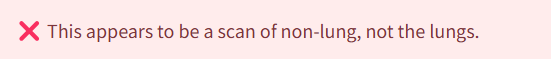 This appears to be a scan of non-lung, not the lungs.